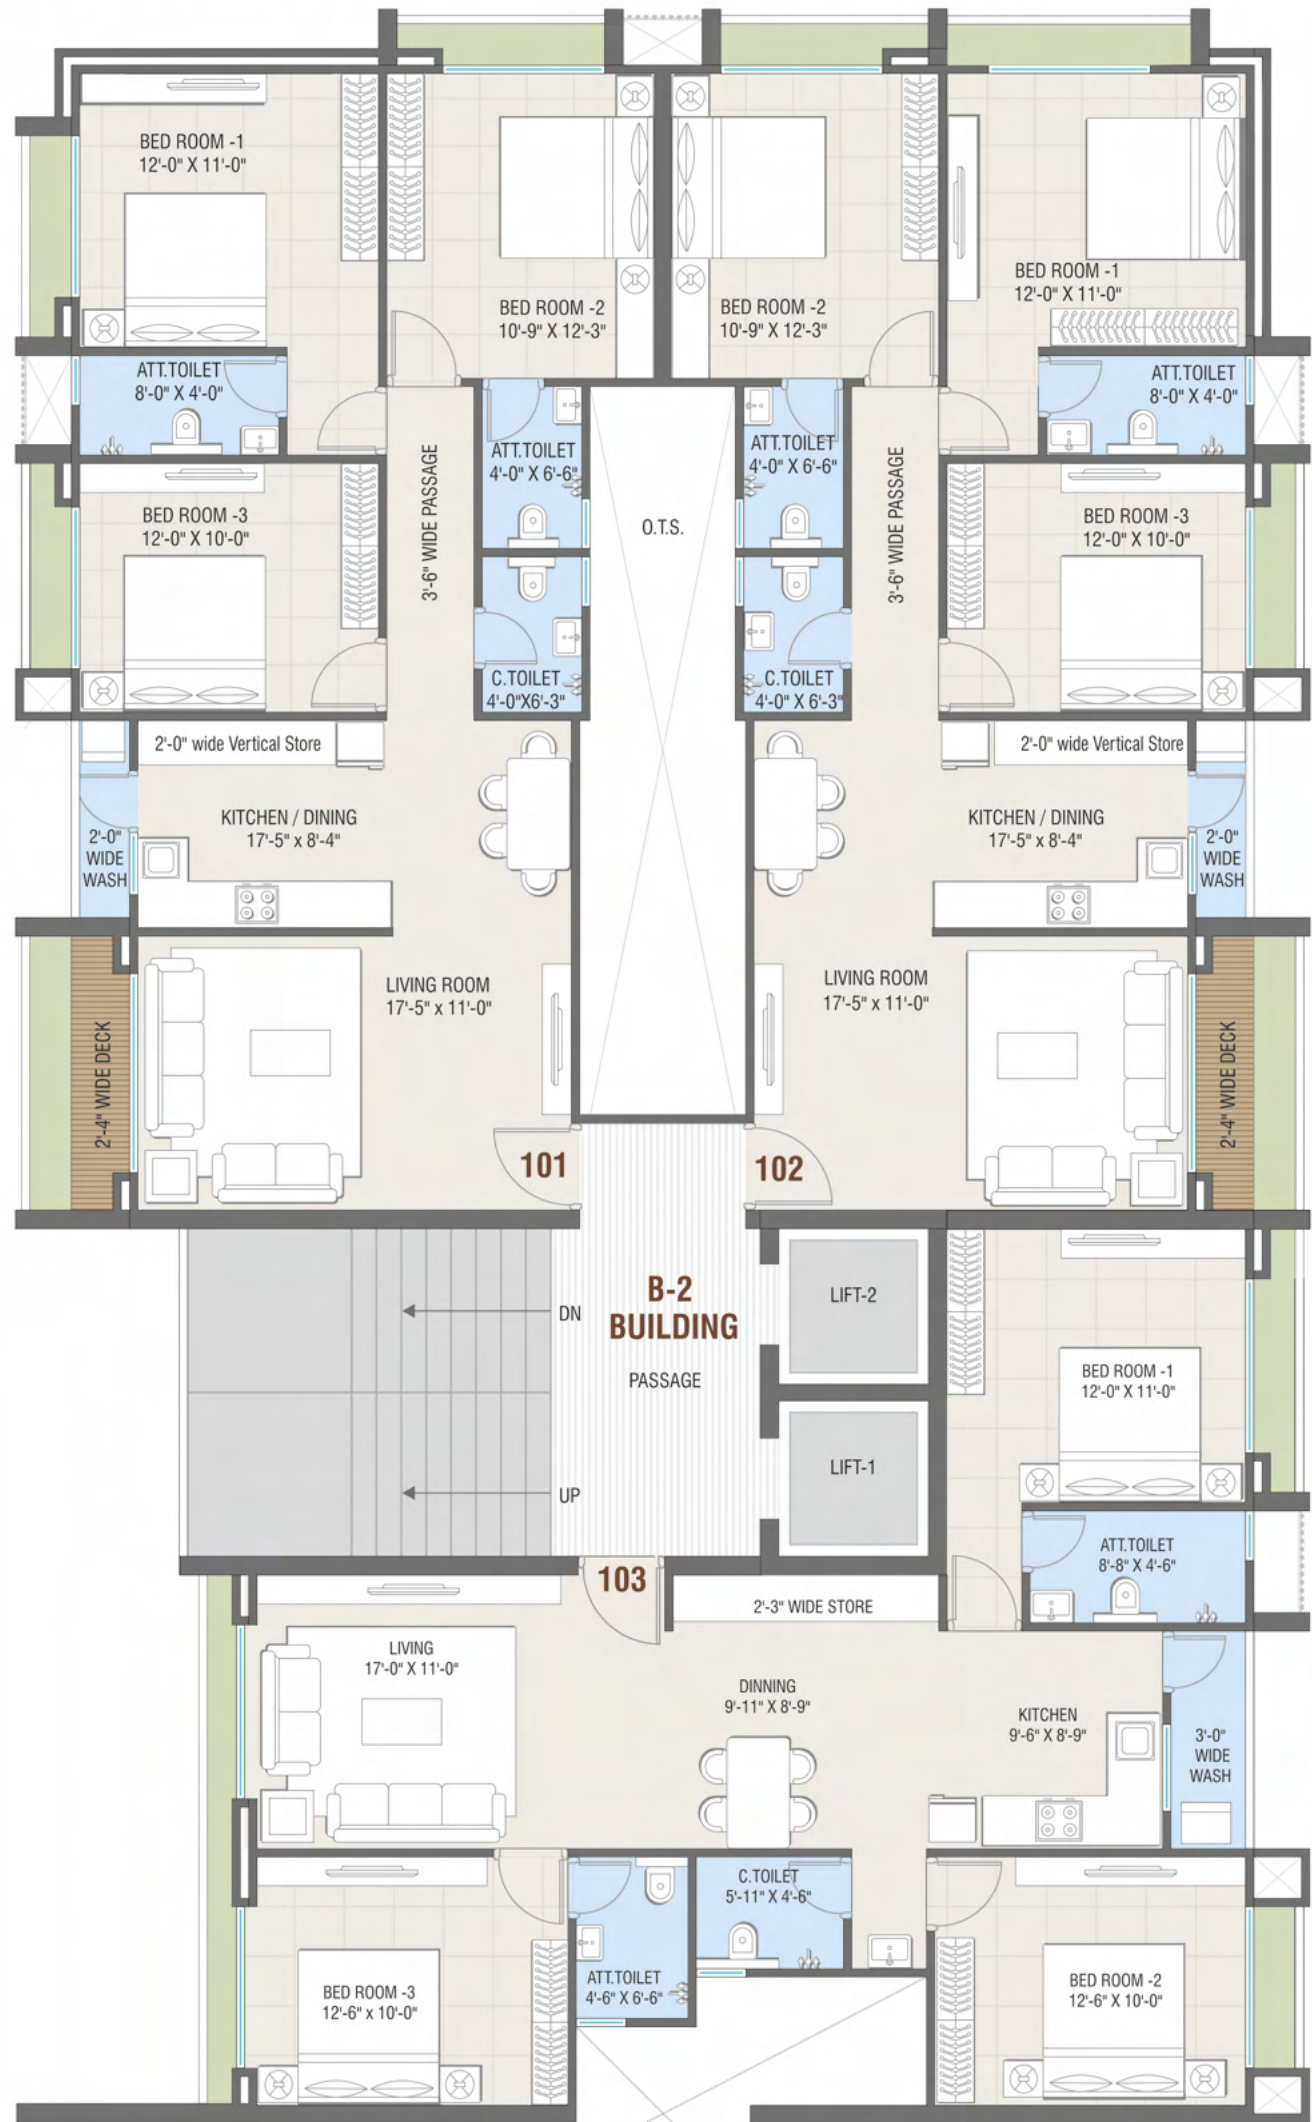 BED ROOM -1
12'-0" X 11'-0"
BED ROOM -2
10'-9" X 12'-3"
BED ROOM -2
10'-9" X 12'-3"
BED ROOM -1
12'-0" X 11'-0"
ATT.TOILET
8'-0" X 4'-0"
ATT.TOILET
8'-0" X 4'-0"
3'-6" WIDE PASSAGE
ATT.TOILET
4'-0" X 6'-6"
O.T.S.
ATT.TOILET
4'-0" X 6'-6"
3'-6" WIDE PASSAGE
BED ROOM -3
12'-0" X 10'-0"
BED ROOM -3
12'-0" X 10'-0"
C.TOILET
4'-0"X6'-3"
C.TOILET
4'-0" X 6'-3"
2'-0" wide Vertical Store
2'-0" wide Vertical Store
KITCHEN / DINING
17'-5" x 8'-4"
KITCHEN / DINING
17'-5" x 8'-4"
2'-0"
WIDE
WASH
2'-0"
WIDE
WASH
LIVING ROOM
17'-5" x 11'-0"
LIVING ROOM
17'-5" x 11'-0"
2'-4" WIDE DECK
2'-4" WIDE DECK
101
102
DN
B-2
BUILDING
PASSAGE
LIFT-2
UP
LIFT-1
BED ROOM -1
12'-0" X 11'-0"
ATT.TOILET
8'-8" X 4'-6"
103
2'-3" WIDE STORE
LIVING
17'-0" X 11'-0"
DINNING
9'-11" X 8'-9"
KITCHEN
9'-6" X 8'-9"
3'-0"
WIDE
WASH
C.TOILET
5'-11" X 4'-6"
ATT.TOILET
4'-6" X 6'-6"
BED ROOM -3
12'-6" x 10'-0"
BED ROOM -2
12'-6" X 10'-0"